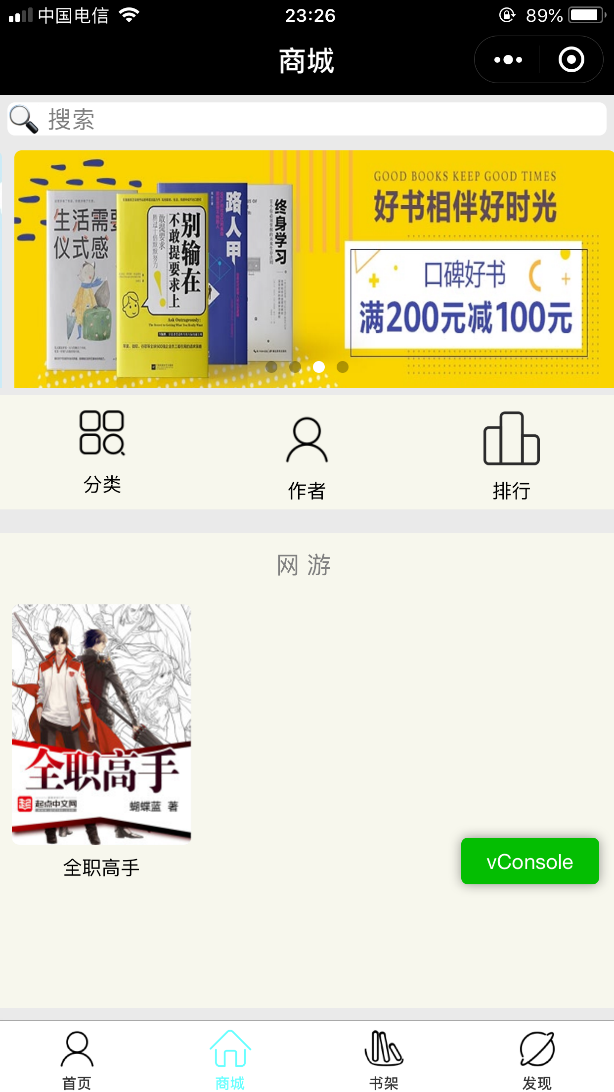 中国电信
23:26
89%
商城
搜索
GOOD BOOKS KEEP GOOD TIMES
好书相伴好时光
口碑好书
满200元减100元
生活需要
仪式感
别输在
不敢提要求上
路人甲
终身学习
分类
作者
排行
网 游
全职高手
起点中文网
蝴蝶蓝 著
全职高手
vConsole
首页
商城
书架
发现